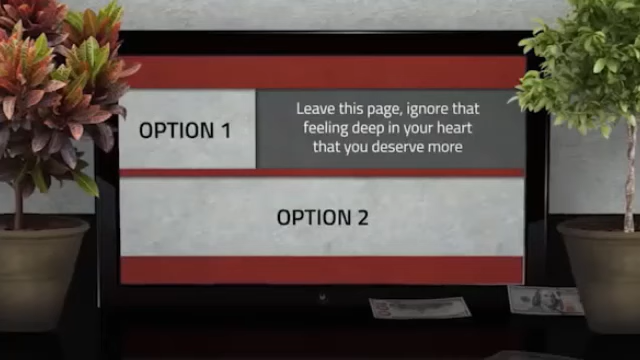 OPTION 1
Leave this page, ignore that
feeling deep in your heart
that you deserve more
OPTION 2